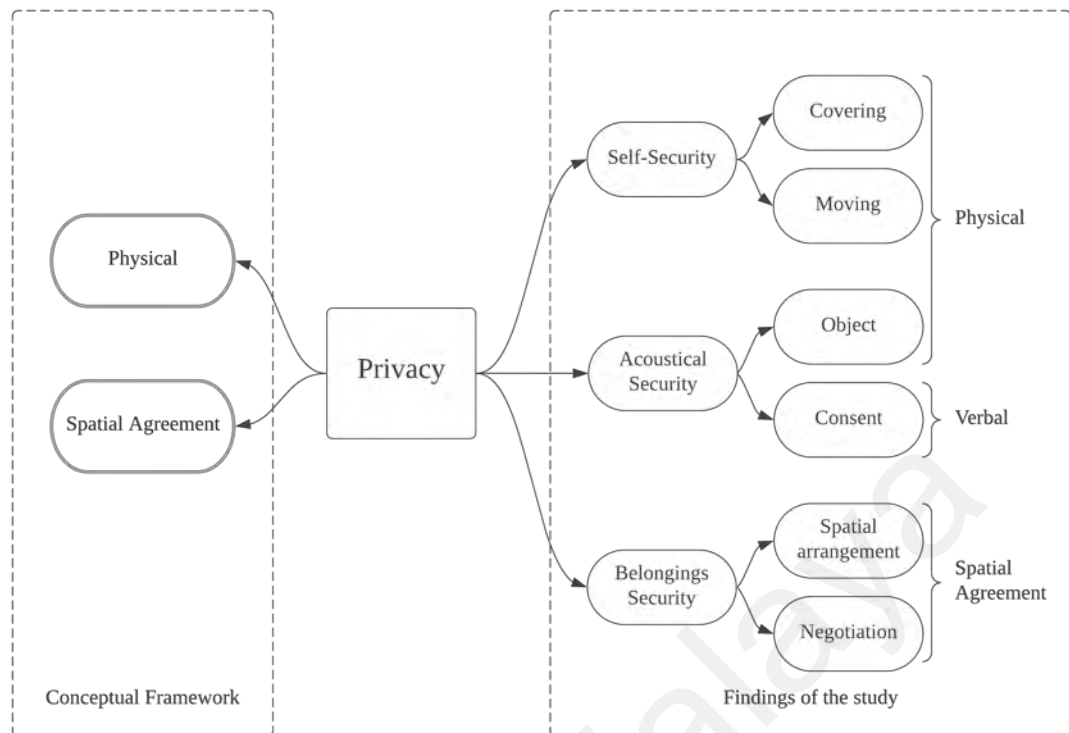 Physical
Spatial Agreement
Conceptual Framework
Privacy
Self-Security
Covering
Moving
Physical
Acoustical
Security
Object
Consent
Verbal
Belongings
Security
Spatial
arrangement
Negotiation
Spatial
Agreement
Findings of the study